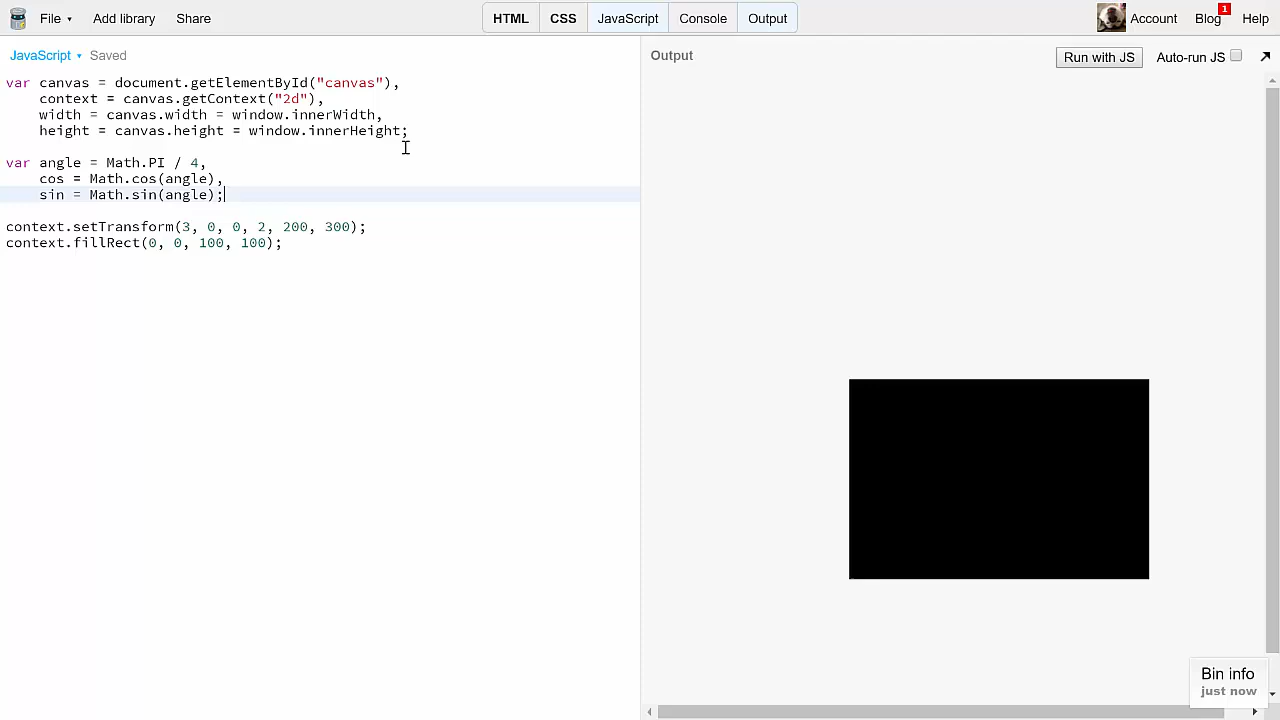 File ▾ Add library Share HTML CSS JavaScript Console Output Account Blog 1 Help
JavaScript ▾ Saved
Output Run with JS Auto-run JS
var canvas = document.getElementById("canvas"),
    context = canvas.getContext("2d"),
    width = canvas.width = window.innerWidth,
    height = canvas.height = window.innerHeight;
var angle = Math.PI / 4,
    cos = Math.cos(angle),
    sin = Math.sin(angle);
context.setTransform(3, 0, 0, 2, 200, 300);
context.fillRect(0, 0, 100, 100);
Bin info
just now